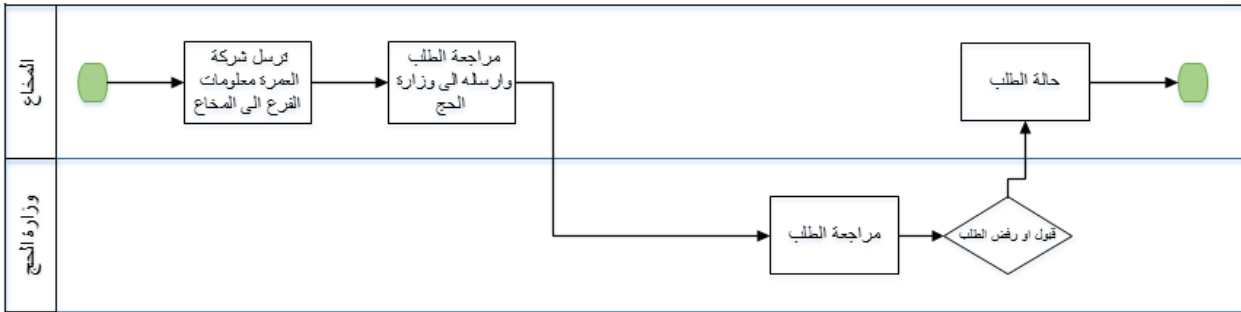 المخاع
ترسل شركة
العمرة معلومات
الفرع الى المخاع
مراجعة الطلب
وارساله الى وزارة
الحج
حالة الطلب
وزارة الحج
مراجعة الطلب
قبول او رفض الطلب